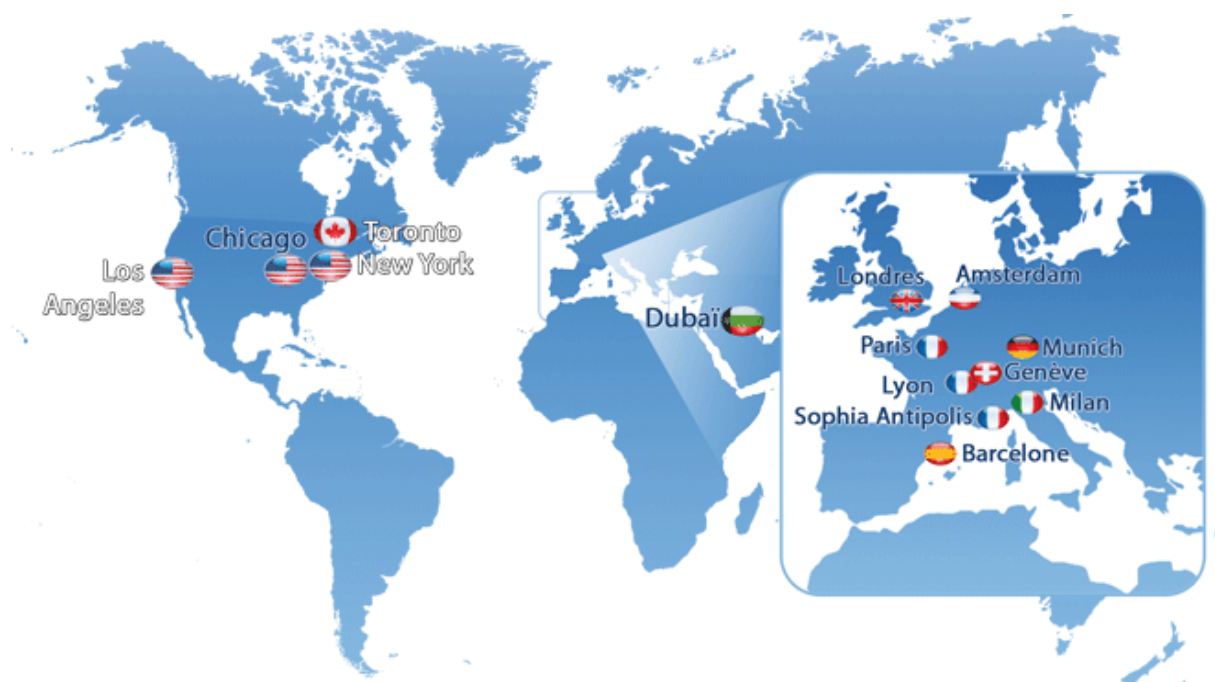 Chicago
Toronto
New York
Los
Angeles
Dubaï
Londres
Amsterdam
Paris
Munich
Genève
Lyon
Milan
Sophia Antipolis
Barcelone